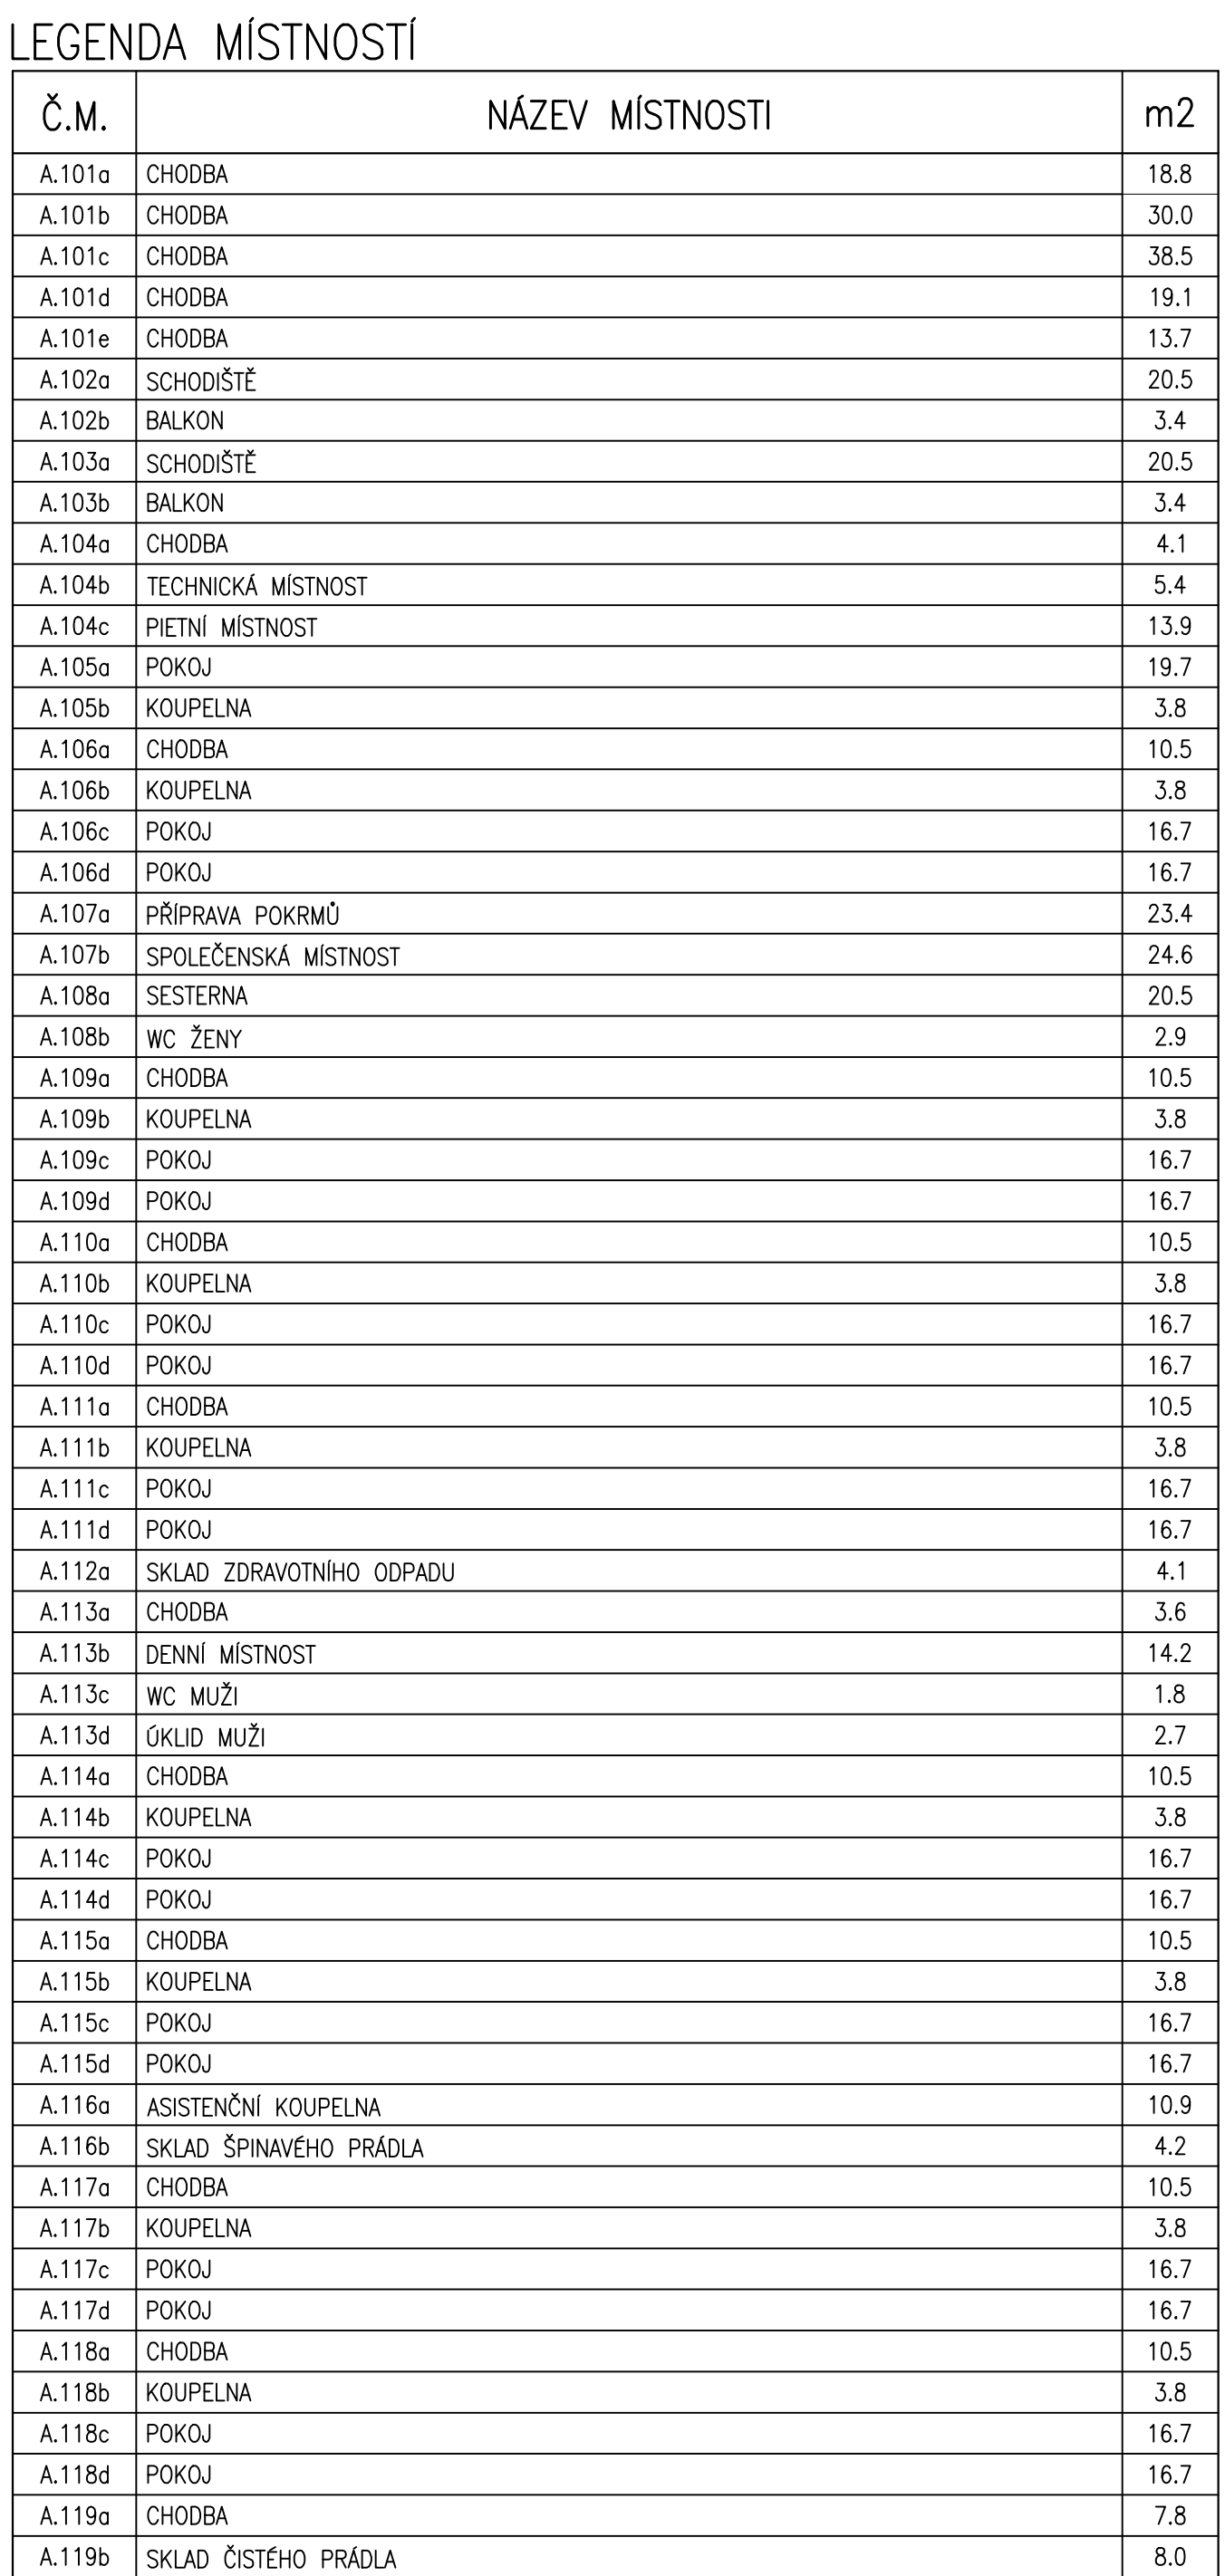 LEGENDA MÍSTNOSTÍ
Č.M. NÁZEV MÍSTNOSTI m2
A.101a CHODBA 18.8
A.101b CHODBA 30.0
A.101c CHODBA 38.5
A.101d CHODBA 19.1
A.101e CHODBA 13.7
A.102a SCHODIŠTĚ 20.5
A.102b BALKON 3.4
A.103a SCHODIŠTĚ 20.5
A.103b BALKON 3.4
A.104a CHODBA 4.1
A.104b TECHNICKÁ MÍSTNOST 5.4
A.104c PIETNÍ MÍSTNOST 13.9
A.105a POKOJ 19.7
A.105b KOUPELNA 3.8
A.106a CHODBA 10.5
A.106b KOUPELNA 3.8
A.106c POKOJ 16.7
A.106d POKOJ 16.7
A.107a PŘÍPRAVA POKRMŮ 23.4
A.107b SPOLEČENSKÁ MÍSTNOST 24.6
A.108a SESTERNA 20.5
A.108b WC ŽENY 2.9
A.109a CHODBA 10.5
A.109b KOUPELNA 3.8
A.109c POKOJ 16.7
A.109d POKOJ 16.7
A.110a CHODBA 10.5
A.110b KOUPELNA 3.8
A.110c POKOJ 16.7
A.110d POKOJ 16.7
A.111a CHODBA 10.5
A.111b KOUPELNA 3.8
A.111c POKOJ 16.7
A.111d POKOJ 16.7
A.112a SKLAD ZDRAVOTNÍHO ODPADU 4.1
A.113a CHODBA 3.6
A.113b DENNÍ MÍSTNOST 14.2
A.113c WC MUŽI 1.8
A.113d ÚKLID MUŽI 2.7
A.114a CHODBA 10.5
A.114b KOUPELNA 3.8
A.114c POKOJ 16.7
A.114d POKOJ 16.7
A.115a CHODBA 10.5
A.115b KOUPELNA 3.8
A.115c POKOJ 16.7
A.115d POKOJ 16.7
A.116a ASISTENČNÍ KOUPELNA 10.9
A.116b SKLAD ŠPINAVÉHO PRÁDLA 4.2
A.117a CHODBA 10.5
A.117b KOUPELNA 3.8
A.117c POKOJ 16.7
A.117d POKOJ 16.7
A.118a CHODBA 10.5
A.118b KOUPELNA 3.8
A.118c POKOJ 16.7
A.118d POKOJ 16.7
A.119a CHODBA 7.8
A.119b SKLAD ČISTÉHO PRÁDLA 8.0